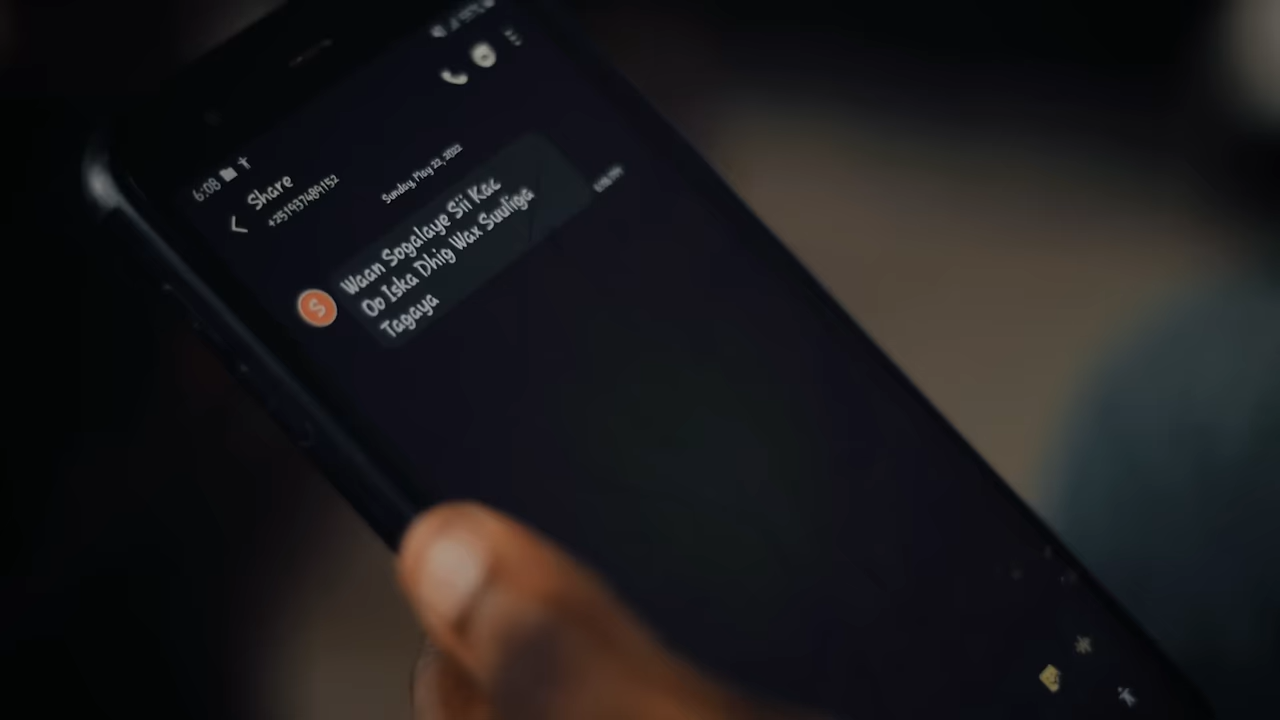 6:08
Share
+251937489152
Sunday, May 22, 2022
Waan Sogalaye Sii Kac
Oo Iska Dhig Wax Suuliga
Tagaya
S